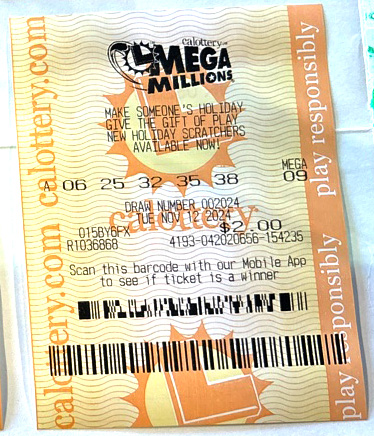 calottery
MEGA
MILLIONS
MAKE SOMEONE'S HOLIDAY
GIVE THE GIFT OF PLAY
NEW HOLIDAY SCRATCHERS
AVAILABLE NOW!
A 06 25 32 35 38 MEGA 09
DRAW NUMBER 002024
TUE NOV 12 2024
calottery
015BY6FX $2.00
R1036868 4193-042020656-154235
Scan this barcode with our Mobile App
to see if ticket is a winner
calottery.com calottery.com
play responsibly play responsibly